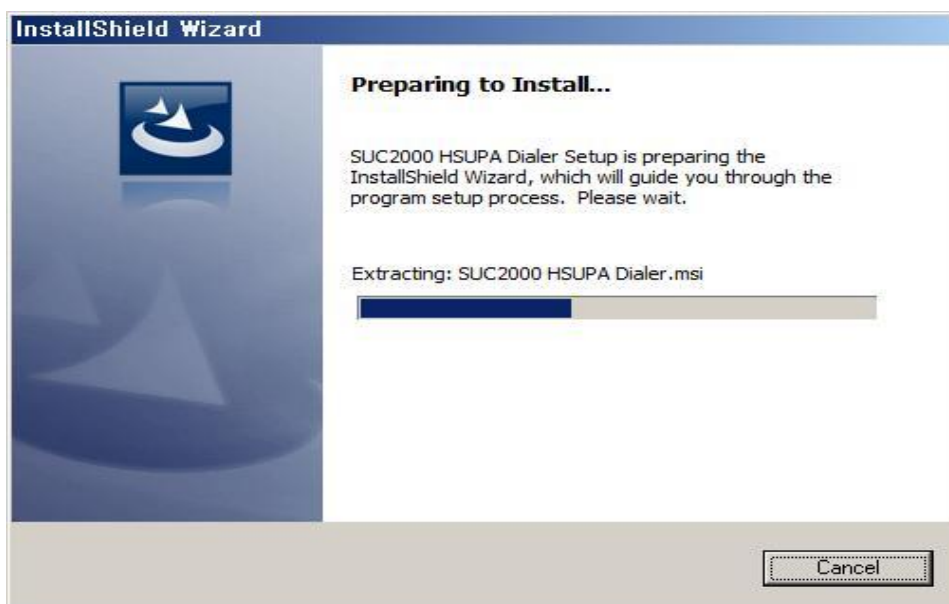 InstallShield Wizard
Preparing to Install...
SUC2000 HSUPA Dialer Setup is preparing the
InstallShield Wizard, which will guide you through the
program setup process. Please wait.
Extracting: SUC2000 HSUPA Dialer.msi
Cancel